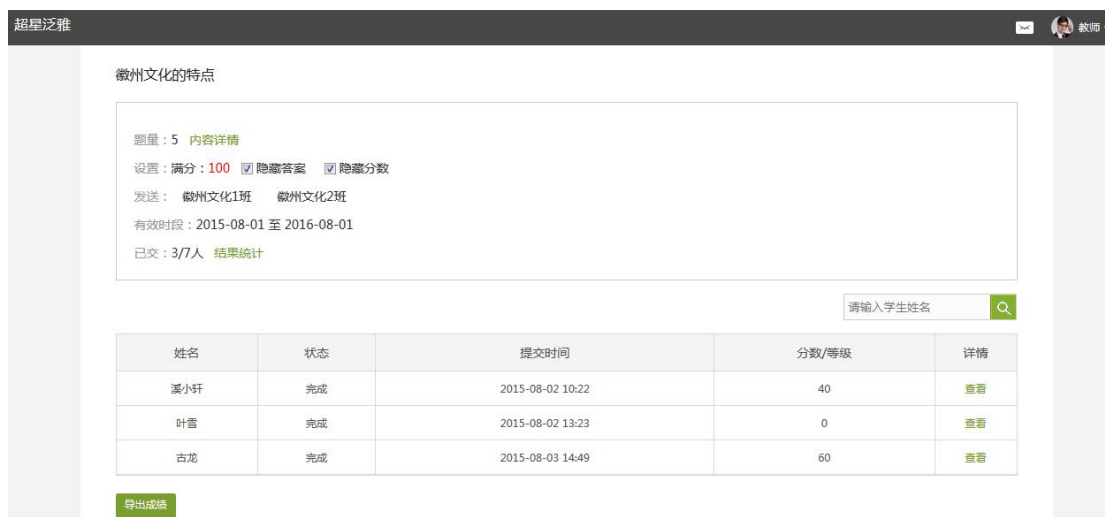 超星泛雅 教师
徽州文化的特点
题量：5 内容详情
设置：满分：100 隐藏答案 隐藏分数
发送： 徽州文化1班 徽州文化2班
有效时段：2015-08-01 至 2016-08-01
已交：3/7人 结果统计
请输入学生姓名
姓名 状态 提交时间 分数/等级 详情
溪小轩 完成 2015-08-02 10:22 40 查看
叶雪 完成 2015-08-02 13:23 0 查看
古龙 完成 2015-08-03 14:49 60 查看
导出成绩